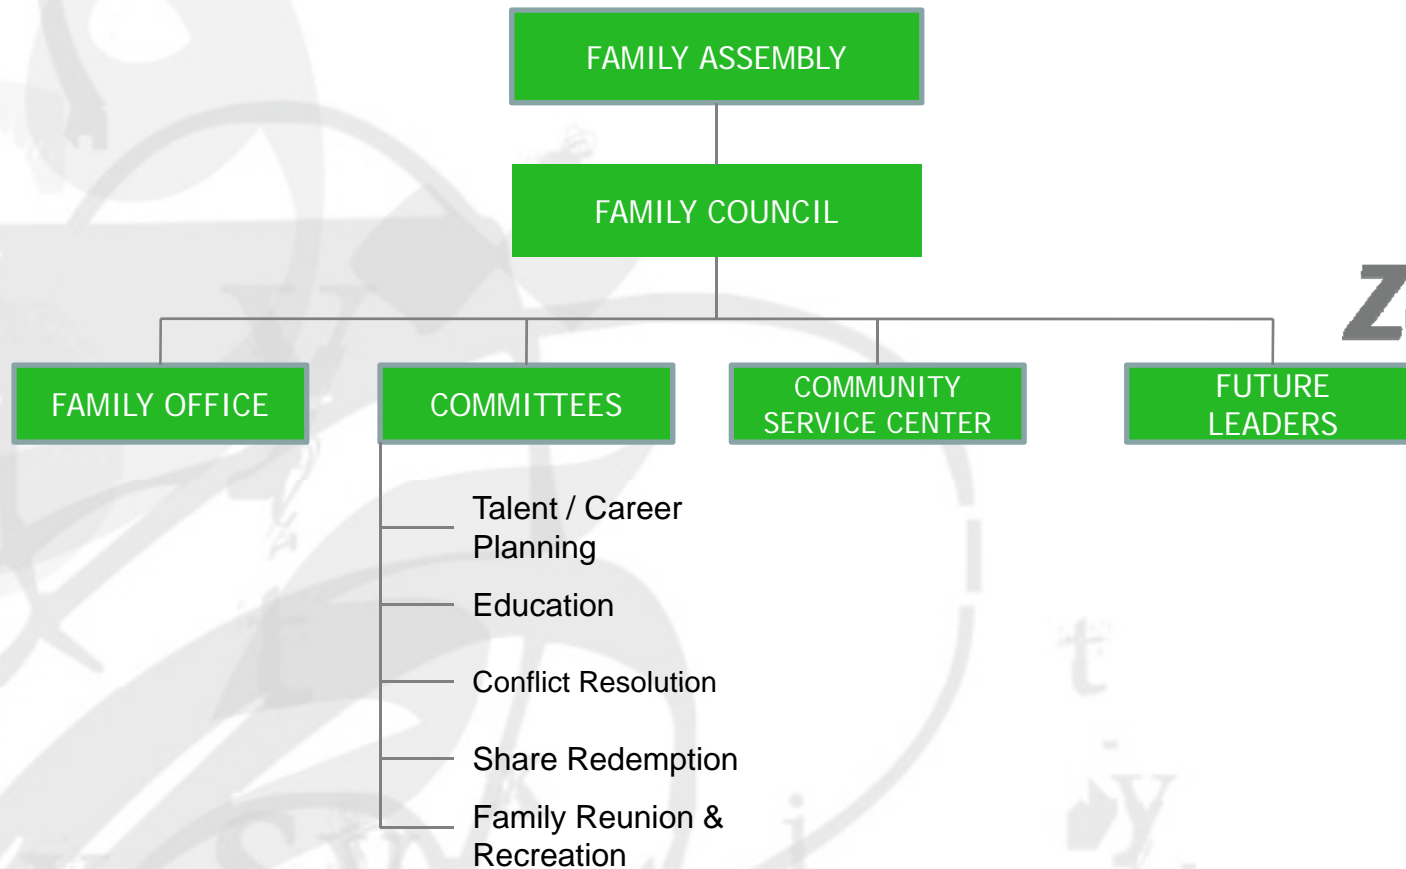 FAMILY ASSEMBLY
FAMILY COUNCIL
FAMILY OFFICE
COMMITTEES
COMMUNITY
SERVICE CENTER
FUTURE
LEADERS
Talent / Career
Planning
Education
Conflict Resolution
Share Redemption
Family Reunion &
Recreation